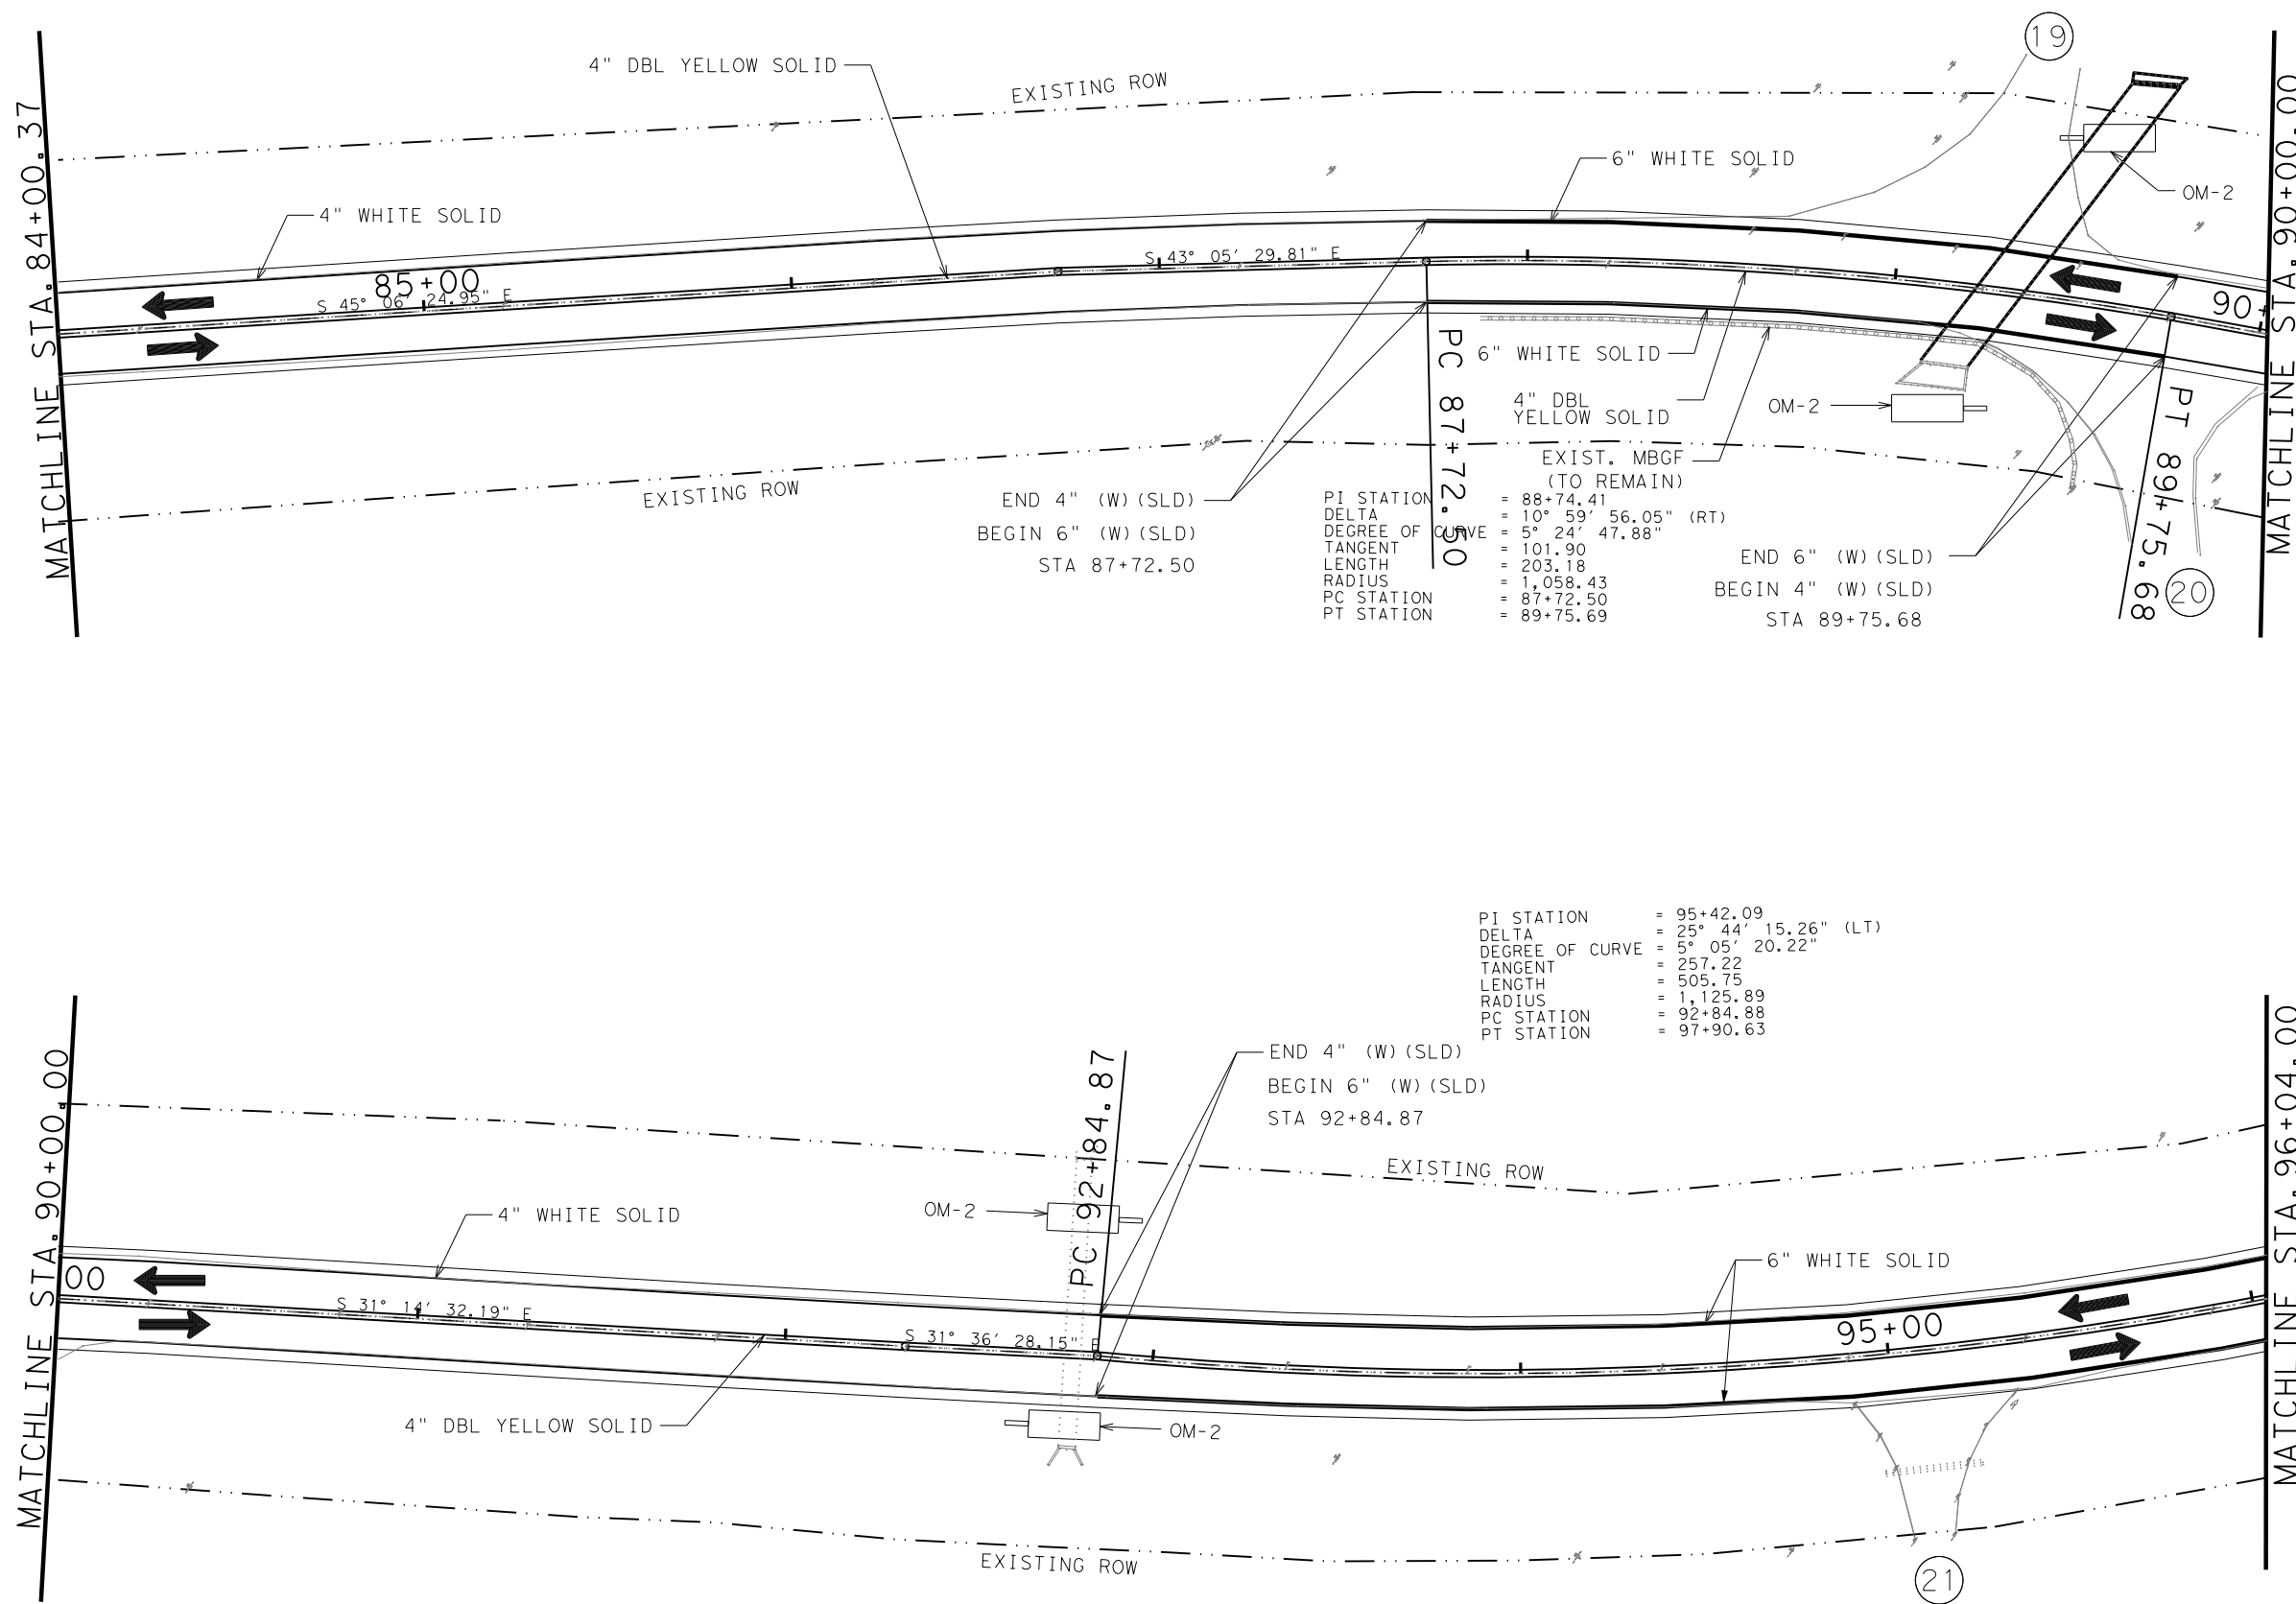 19
4" DBL YELLOW SOLID
EXISTING ROW
6" WHITE SOLID
OM-2
4" WHITE SOLID
MATCHLINE STA.84+00.37
85+00
S 45° 06' 24.95" E
S 43° 05' 29.81" E
90+
MATCHLINE STA.90+00.00
PC 87+72.50
6" WHITE SOLID
4" DBL
YELLOW SOLID
OM-2
EXIST. MBGF
(TO REMAIN)
PT 89+75.68
EXISTING ROW
END 4" (W)(SLD)
BEGIN 6" (W)(SLD)
STA 87+72.50
PI STATION = 88+74.41
DELTA = 10° 59' 56.05" (RT)
DEGREE OF CURVE = 5° 24' 47.88"
TANGENT = 101.90
LENGTH = 203.18
RADIUS = 1,058.43
PC STATION = 87+72.50
PT STATION = 89+75.69
END 6" (W)(SLD)
BEGIN 4" (W)(SLD)
STA 89+75.68
20
PI STATION = 95+42.09
DELTA = 25° 44' 15.26" (LT)
DEGREE OF CURVE = 5° 05' 20.22"
TANGENT = 257.22
LENGTH = 505.75
RADIUS = 1,125.89
PC STATION = 92+84.88
PT STATION = 97+90.63
MATCHLINE STA.90+00.00
PC 92+84.87
END 4" (W)(SLD)
BEGIN 6" (W)(SLD)
STA 92+84.87
EXISTING ROW
4" WHITE SOLID
OM-2
6" WHITE SOLID
00
S 31° 14' 32.19" E
S 31° 36' 28.15" E
95+00
MATCHLINE STA.96+04.00
4" DBL YELLOW SOLID
OM-2
EXISTING ROW
21